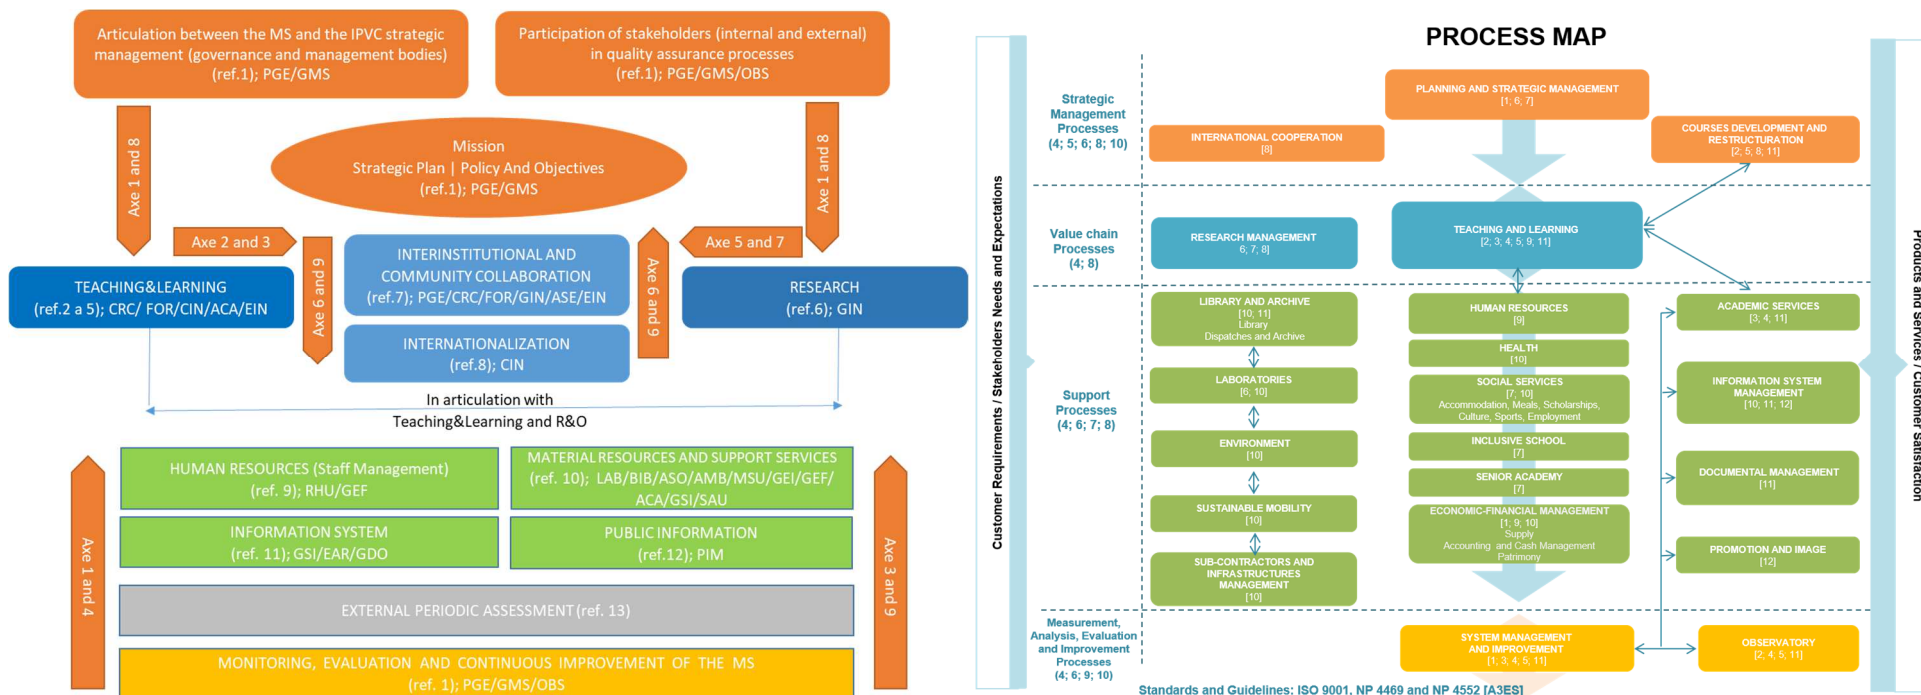 Articulation between the MS and the IPVC strategic
management (governance and management bodies)
(ref.1); PGE/GMS
Participation of stakeholders (internal and external)
in quality assurance processes
(ref.1); PGE/GMS/OBS
Axe 1 and 8
Axe 1 and 8
Mission
Strategic Plan | Policy And Objectives
(ref.1); PGE/GMS
Axe 2 and 3
Axe 5 and 7
Axe 6 and 9
Axe 6 and 9
TEACHING&LEARNING
(ref.2 a 5); CRC/ FOR/CIN/ACA/EIN
INTERINSTITUTIONAL AND
COMMUNITY COLLABORATION
(ref.7); PGE/CRC/FOR/GIN/ASE/EIN
RESEARCH
(ref.6); GIN
INTERNATIONALIZATION
(ref.8); CIN
In articulation with
Teaching&Learning and R&O
Axe 1 and 4
Axe 3 and 9
HUMAN RESOURCES (Staff Management)
(ref. 9); RHU/GEF
MATERIAL RESOURCES AND SUPPORT SERVICES
(ref. 10); LAB/BIB/ASO/AMB/MSU/GEI/GEF/
ACA/GSI/SAU
INFORMATION SYSTEM
(ref. 11); GSI/EAR/GDO
PUBLIC INFORMATION
(ref.12); PIM
EXTERNAL PERIODIC ASSESSMENT (ref. 13)
MONITORING, EVALUATION AND CONTINUOUS IMPROVEMENT OF THE MS
(ref. 1); PGE/GMS/OBS
PROCESS MAP
Customer Requirements / Stakeholders Needs and Expectations
Products and Services / Customer Satisfaction
Strategic
Management
Processes
(4; 5; 6; 8; 10)
PLANNING AND STRATEGIC MANAGEMENT
[1; 6; 7]
INTERNATIONAL COOPERATION
[8]
COURSES DEVELOPMENT AND
RESTRUCTURATION
[2; 5; 8; 11]
Value chain
Processes
(4; 8)
RESEARCH MANAGEMENT
6; 7; 8]
TEACHING AND LEARNING
[2, 3; 4; 5, 9; 11]
Support
Processes
(4; 6; 7; 8)
LIBRARY AND ARCHIVE
[10; 11]
Library
Dispatches and Archive
LABORATORIES
[6, 10]
ENVIRONMENT
[10]
SUSTAINABLE MOBILITY
[10]
SUB-CONTRACTORS AND
INFRASTRUCTURES
MANAGEMENT
[10]
HUMAN RESOURCES
[9]
HEALTH
[10]
SOCIAL SERVICES
[7; 10]
Accommodation, Meals, Scholarships,
Culture, Sports, Employment
INCLUSIVE SCHOOL
[7]
SENIOR ACADEMY
[7]
ECONOMIC-FINANCIAL MANAGEMENT
[1, 9; 10]
Supply
Accounting and Cash Management
Patrimony
ACADEMIC SERVICES
[3; 4; 11]
INFORMATION SYSTEM
MANAGEMENT
[10; 11; 12]
DOCUMENTAL MANAGEMENT
[11]
PROMOTION AND IMAGE
[12]
Measurement,
Analysis, Evaluation
and Improvement
Processes
(4; 6; 9; 10)
SYSTEM MANAGEMENT
AND IMPROVEMENT
[1; 3; 4; 5, 11]
OBSERVATORY
[2; 4; 5, 11]
Standards and Guidelines: ISO 9001, NP 4469 and NP 4552 [A3ES]